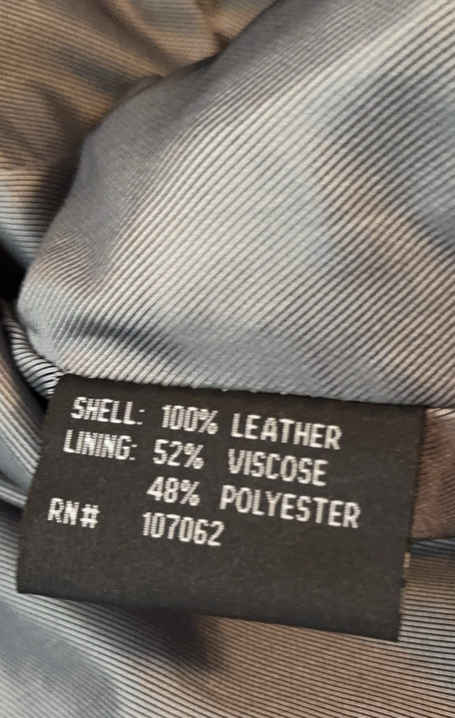 SHELL: 100% LEATHER
LINING: 52% VISCOSE
48% POLYESTER
RN# 107062